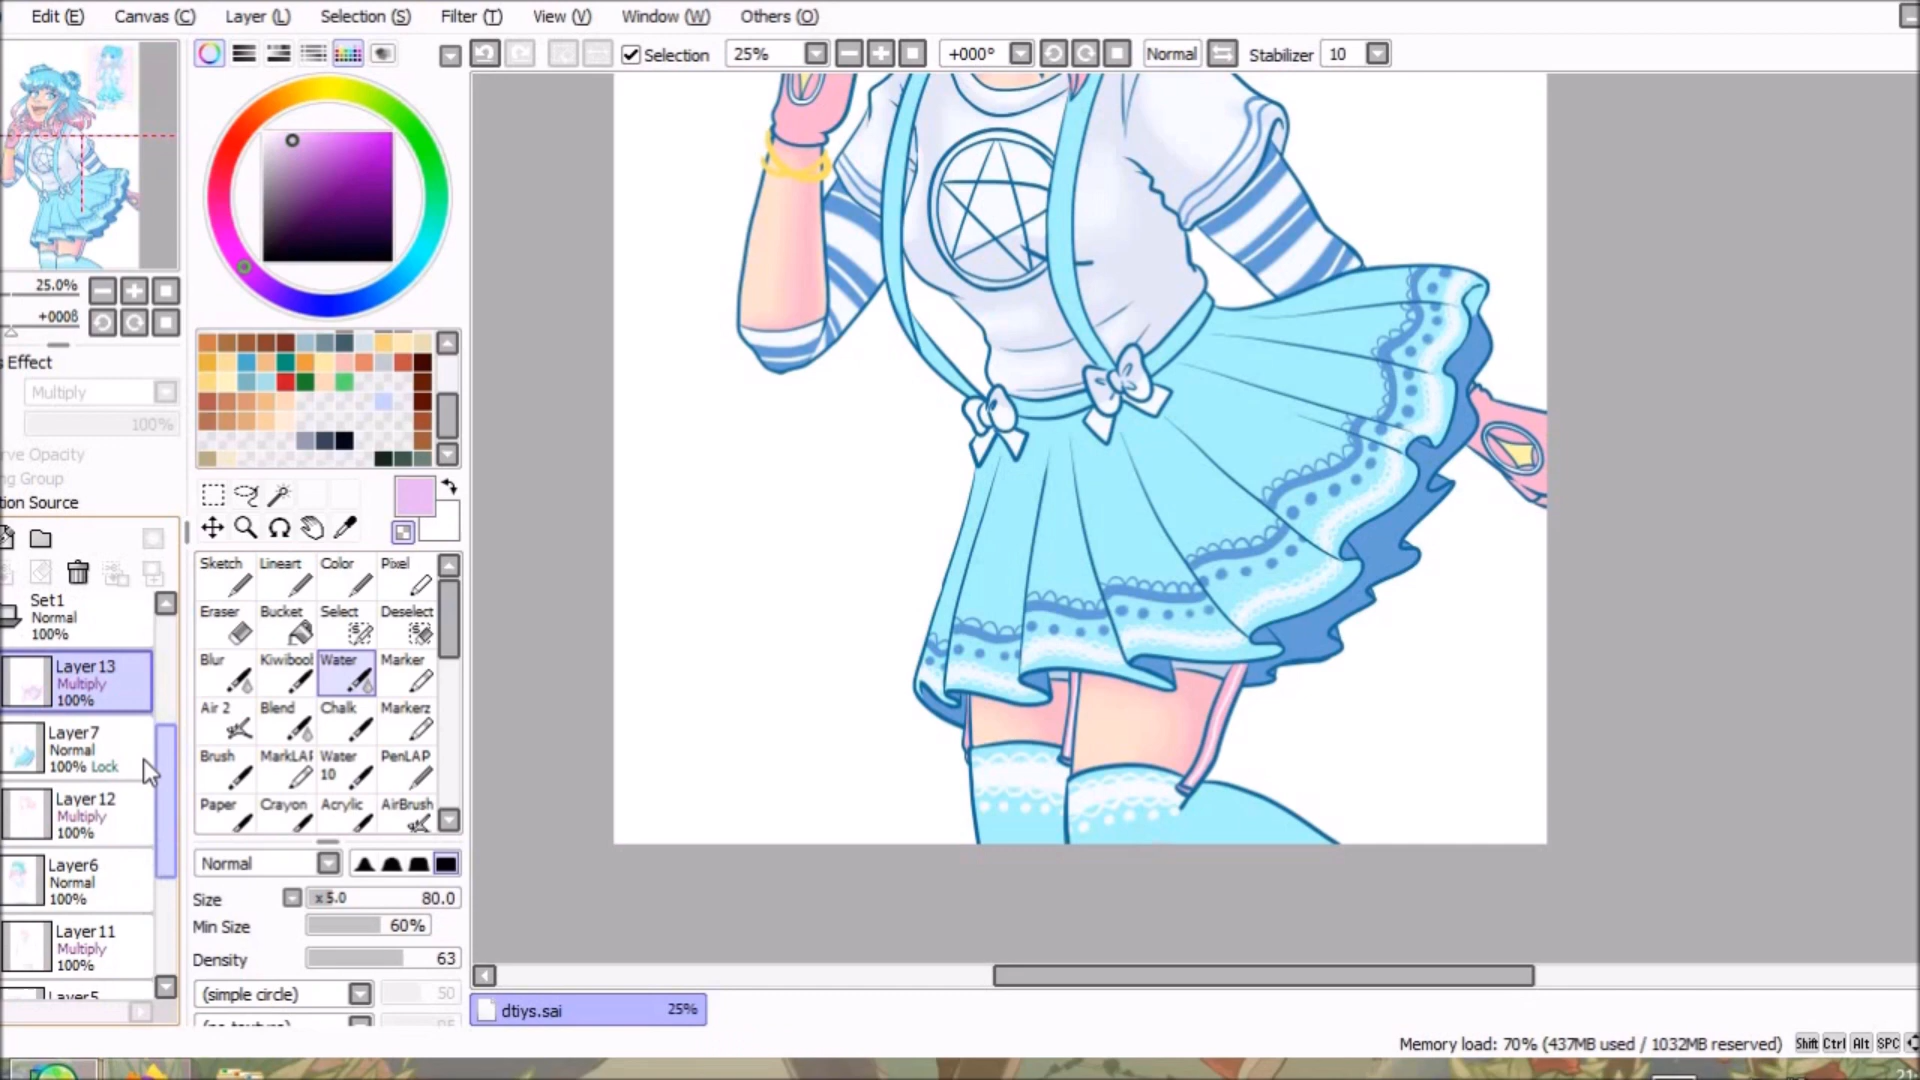 Edit (E) Canvas (C) Layer (L) Selection (S) Filter (T) View (V) Window (W) Others (O)
Selection 25% +000° Normal Stabilizer 10
25.0%
+000
Effect
Multiply
100%
rve Opacity
ng Group
tion Source
Set1
Normal
100%
Layer13
Multiply
100%
Layer7
Normal
100% Lock
Layer12
Multiply
100%
Layer6
Normal
100%
Layer11
Multiply
100%
Layer5
Sketch Lineart Color Pixel
Eraser Bucket Select Deselect
Blur Kiwibool Water Marker
Air 2 Blend Chalk Markerz
Brush MarkLAP Water 10 PenLAP
Paper Crayon Acrylic AirBrush
Normal
Size x5.0 80.0
Min Size 60%
Density 63
(simple circle) 50
dtiys.sai 25%
Memory load: 70% (437MB used / 1032MB reserved) Shift Ctrl Alt SPC